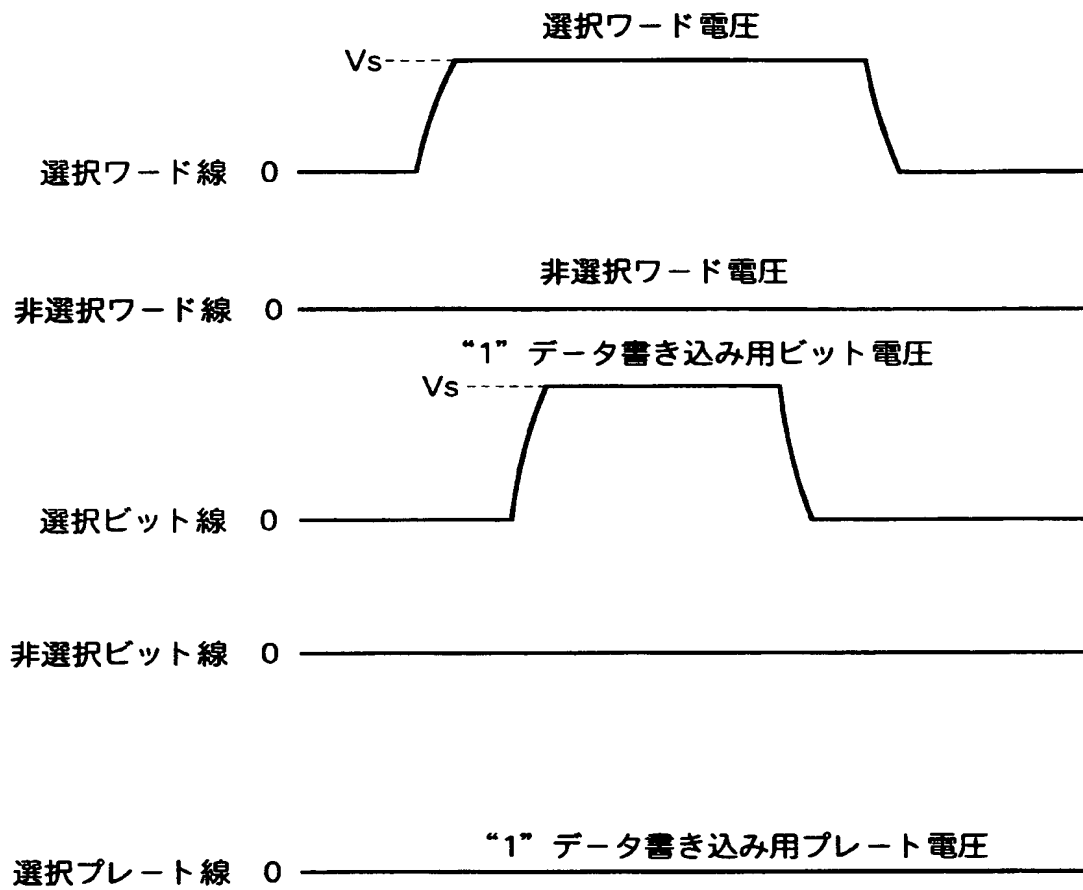 選択ワード電圧
Vs
選択ワード線 0
非選択ワード電圧
非選択ワード線 0
“1” データ書き込み用ビット電圧
Vs
選択ビット線 0
非選択ビット線 0
“1” データ書き込み用プレート電圧
選択プレート線 0